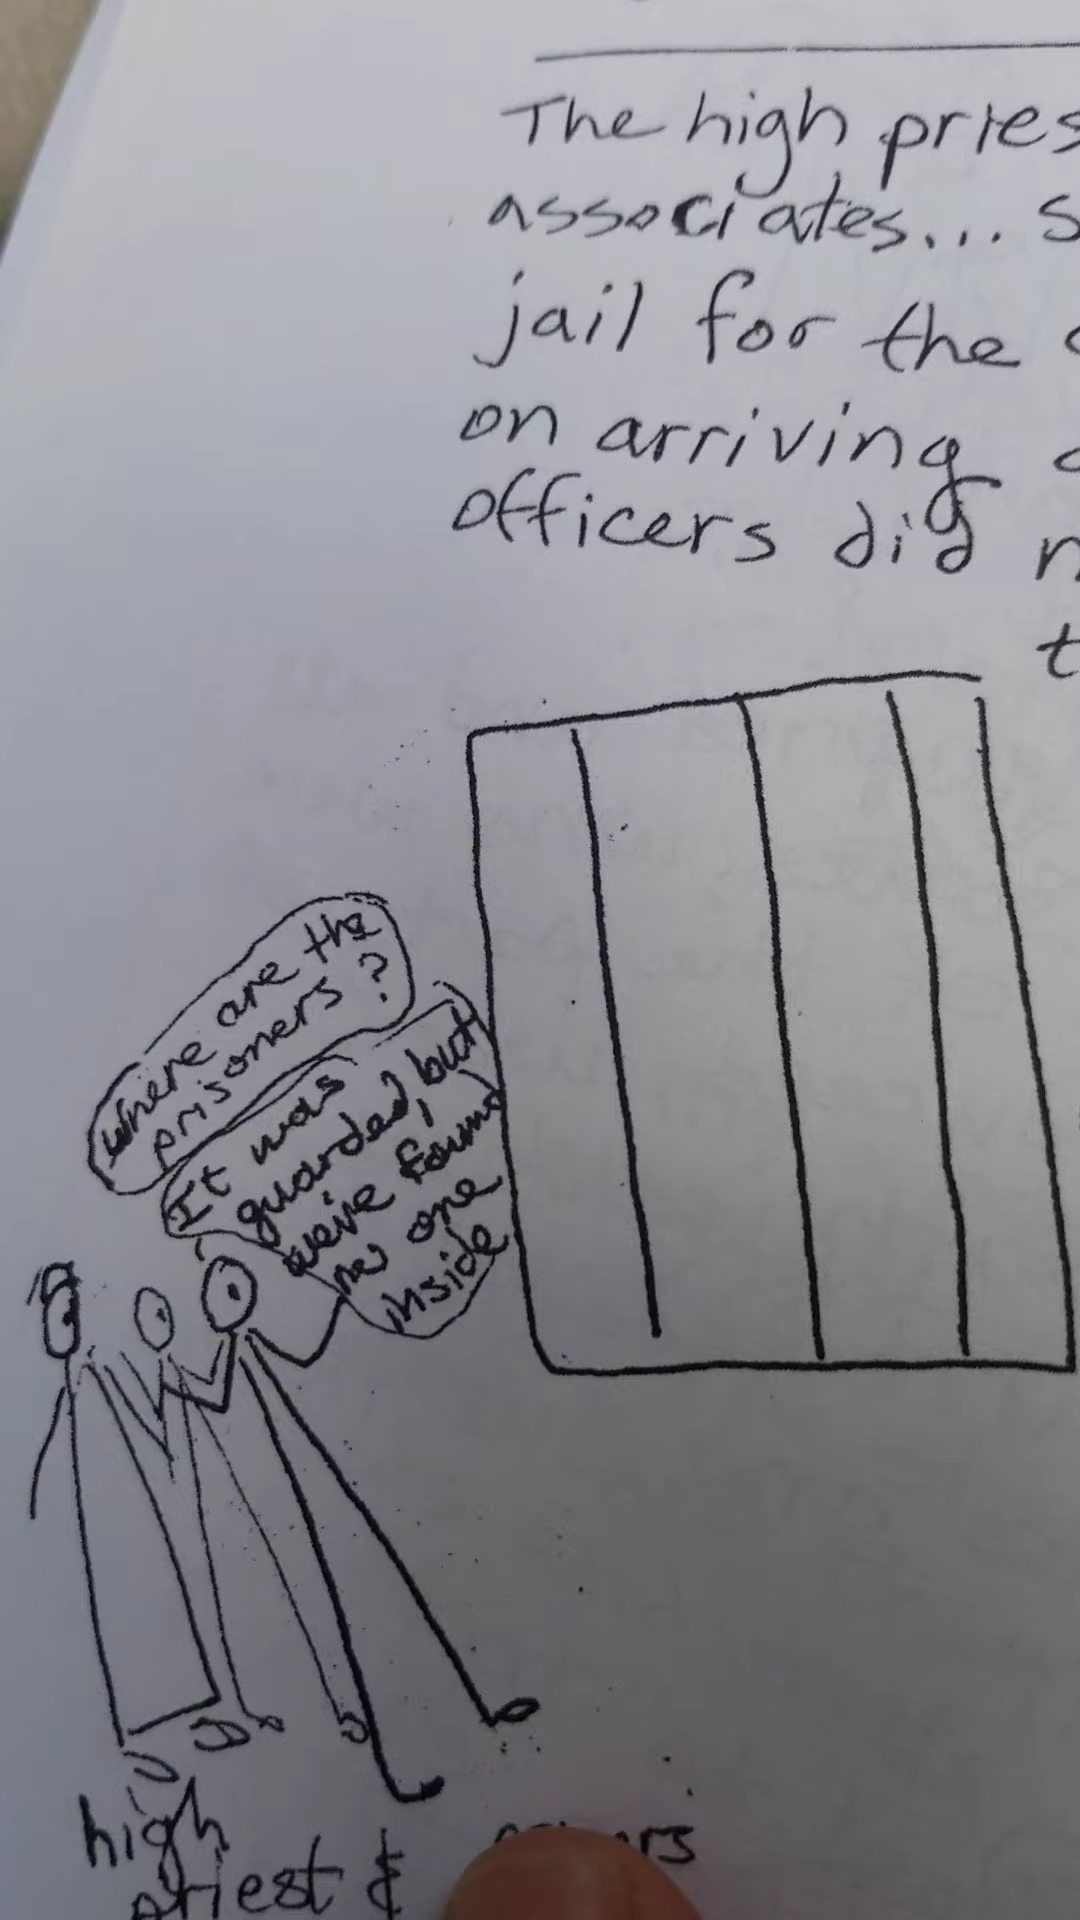 The high pries
associates... s
jail for the
on arriving
officers did n
t
where are the
prisoners?
It was
guarded, but
we've found
no one
inside
high
priest &